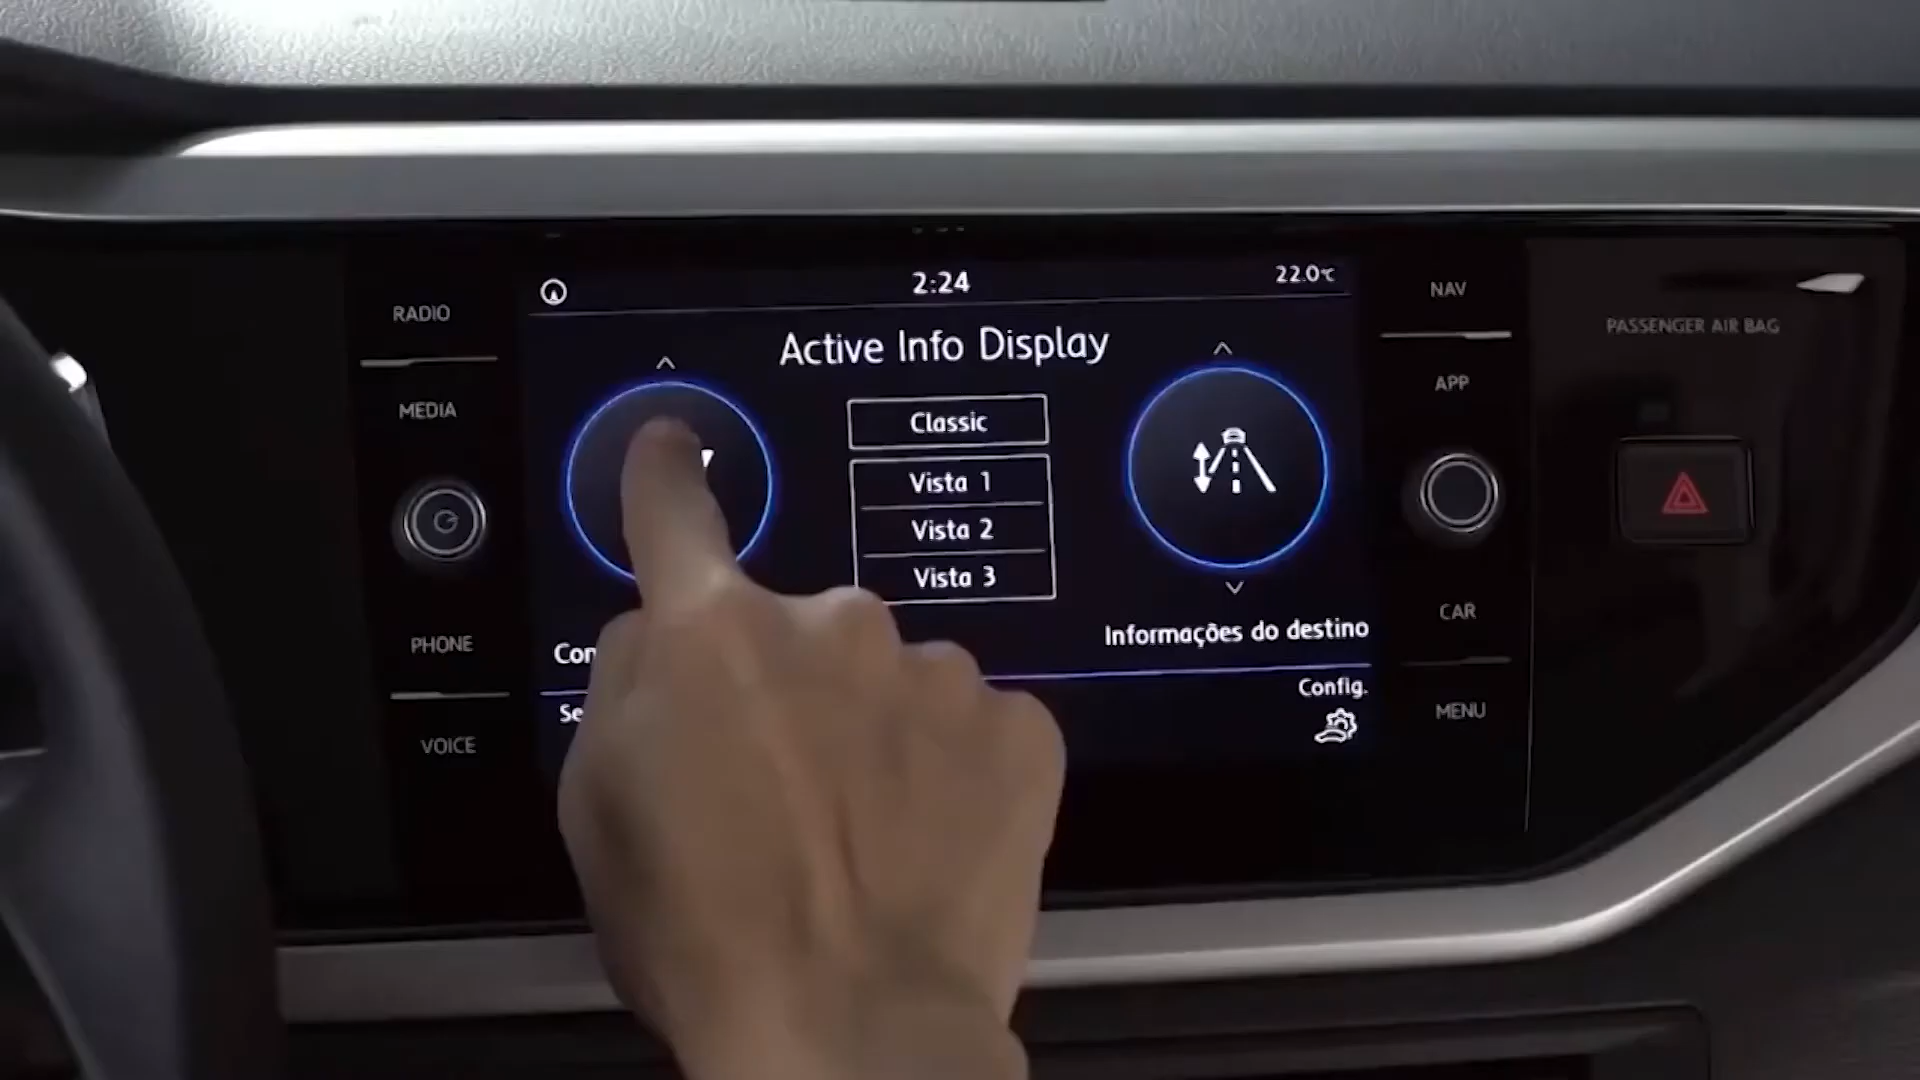 2:24
22.0°C
Active Info Display
Classic
Vista 1
Vista 2
Vista 3
Informações do destino
Config.
RADIO
MEDIA
PHONE
VOICE
NAV
APP
CAR
MENU
PASSENGER AIR BAG